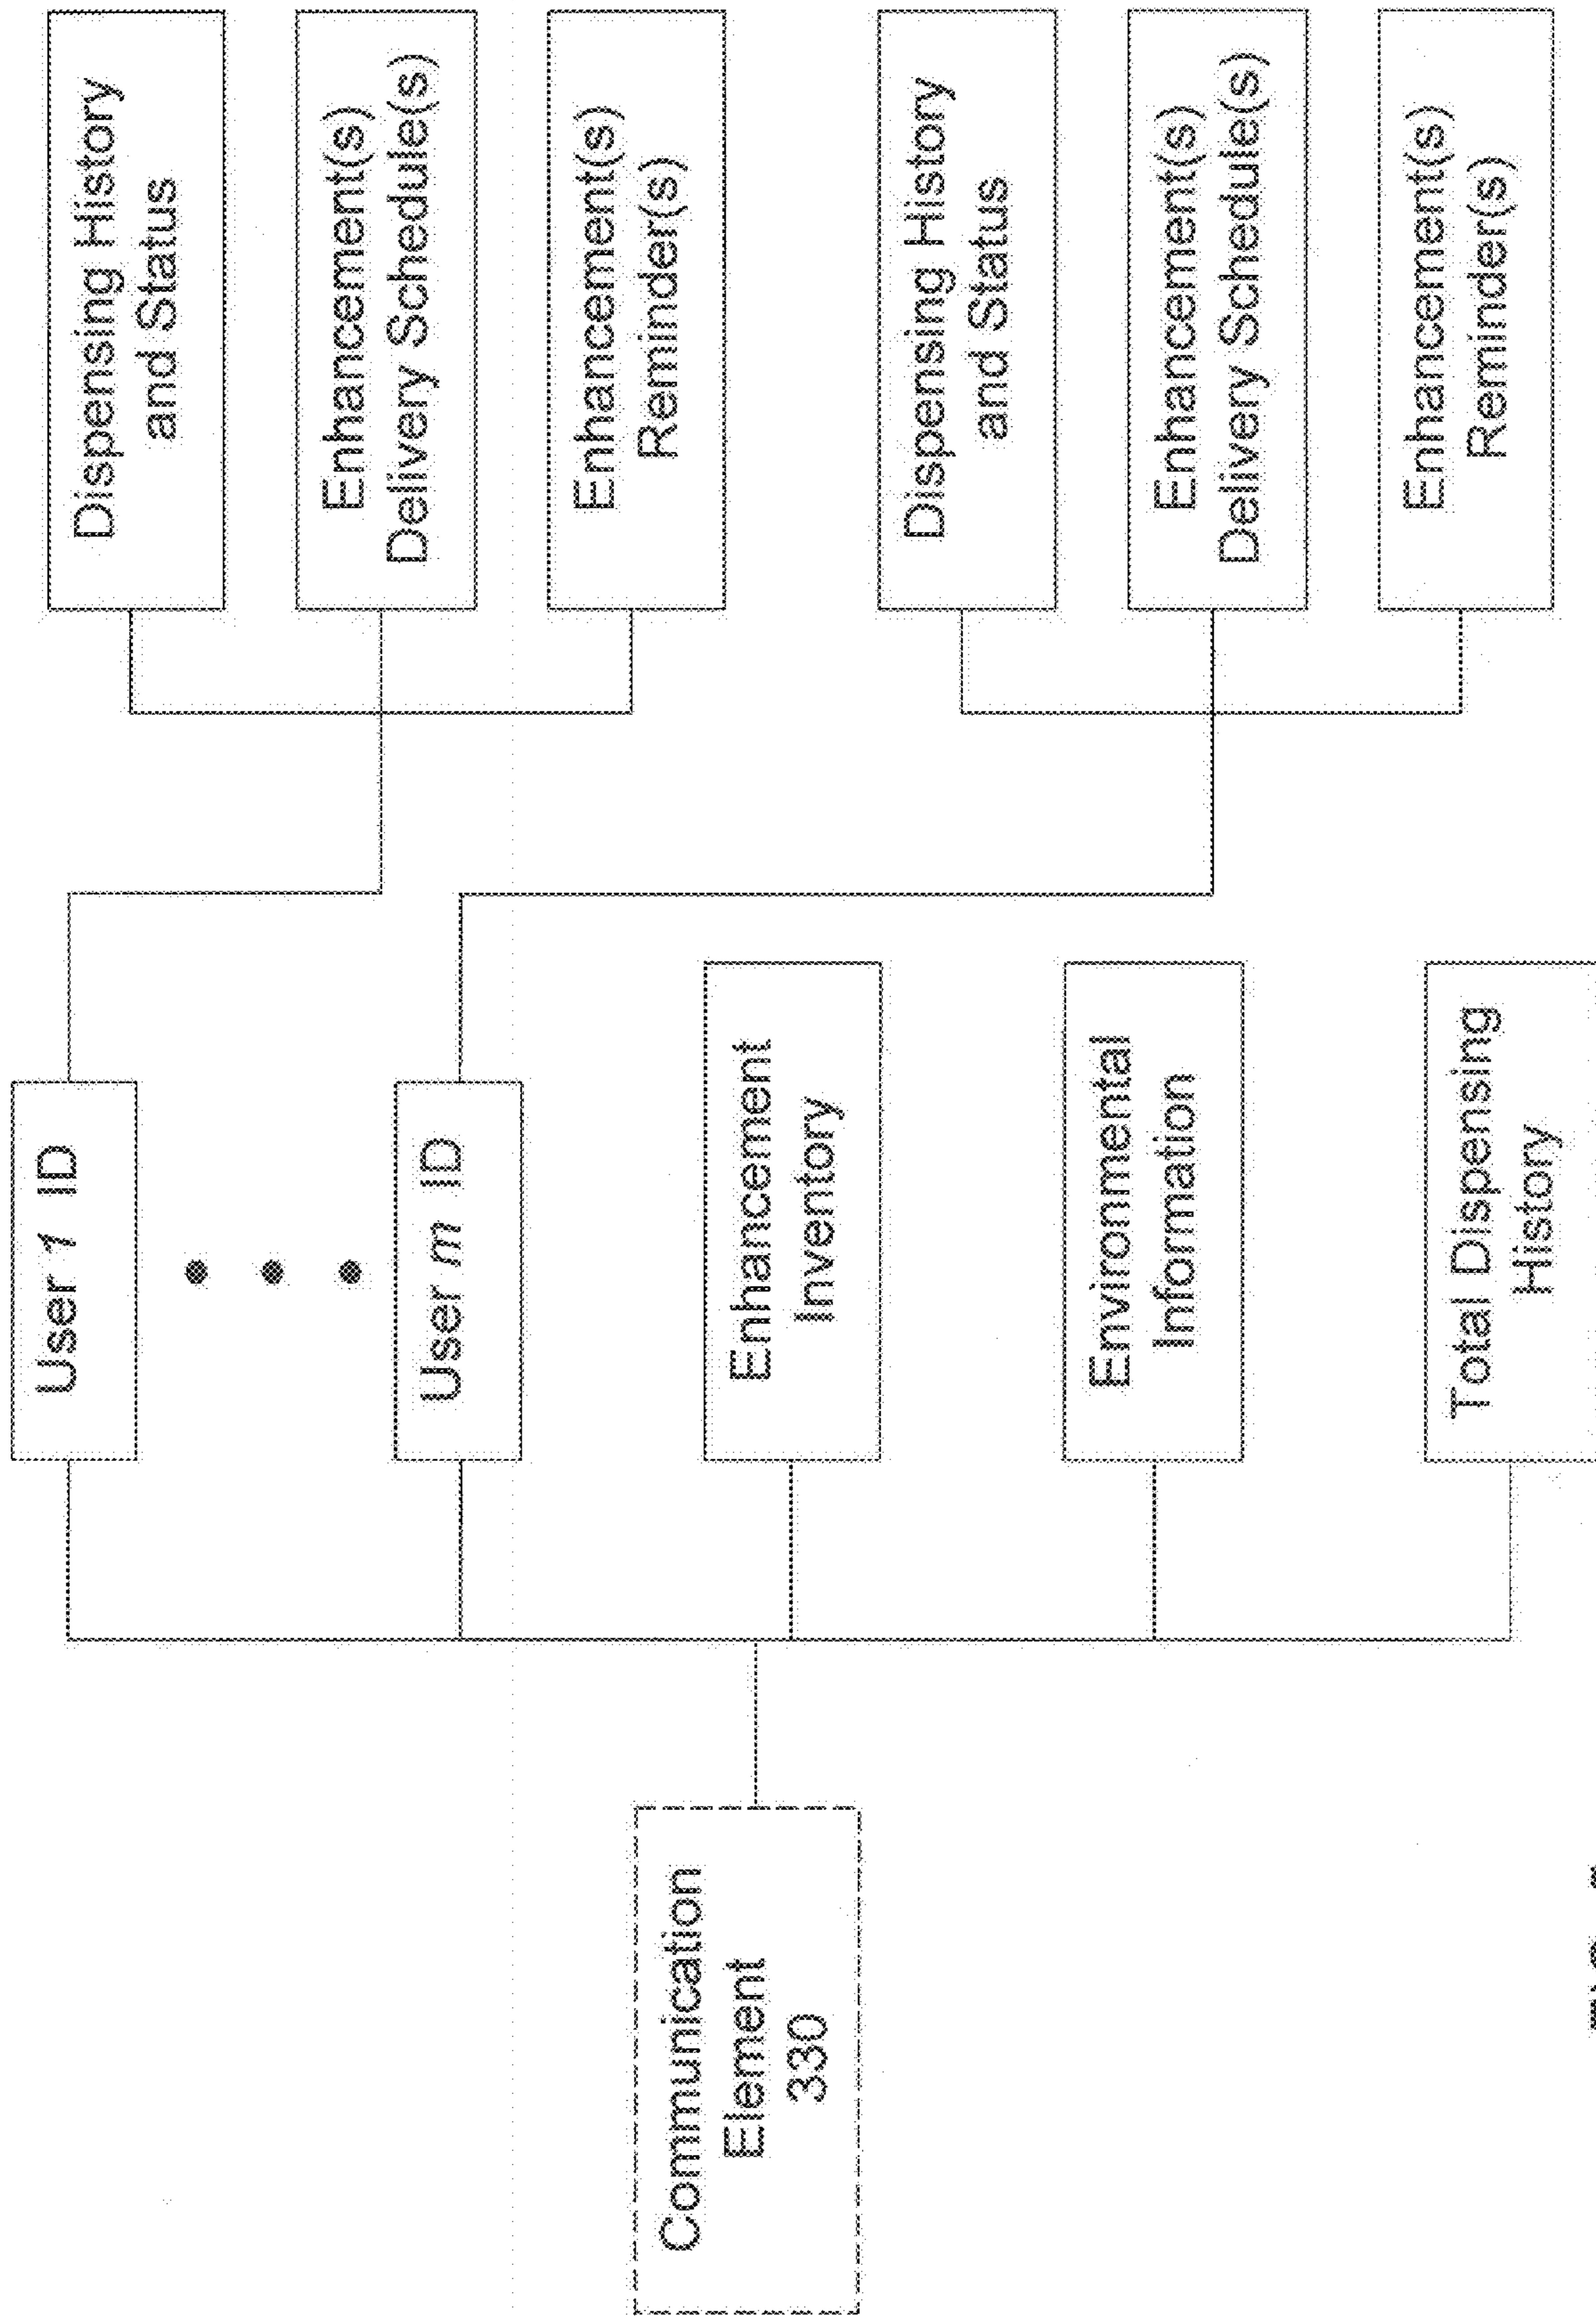 Communication
Element
330
User 1 ID
User m ID
Enhancement
Inventory
Environmental
Information
Total Dispensing
History
Dispensing History
and Status
Enhancement(s)
Delivery Schedule(s)
Enhancement(s)
Reminder(s)
Dispensing History
and Status
Enhancement(s)
Delivery Schedule(s)
Enhancement(s)
Reminder(s)